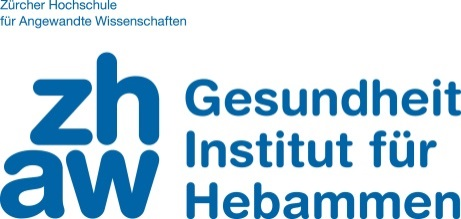 Zürcher Hochschule
für Angewandte Wissenschaften
zh
aw
Gesundheit
Institut für
Hebammen